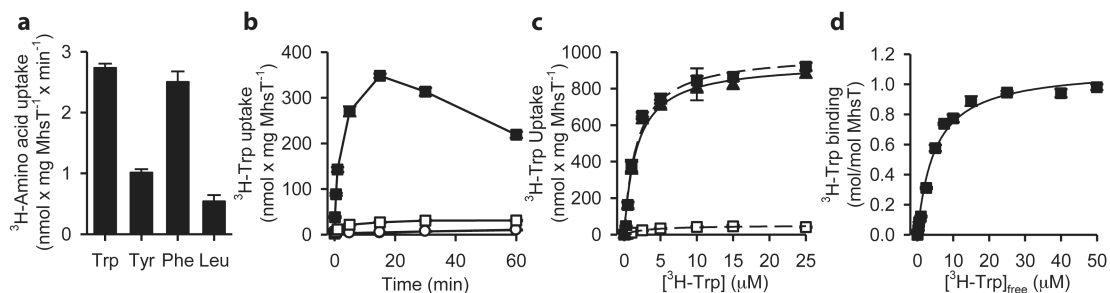 a
³H-Amino acid uptake
(nmol x mg MhsT⁻¹ x min⁻¹)
3
2
1
0
Trp Tyr Phe Leu
b
³H-Trp uptake
(nmol x mg MhsT⁻¹)
400
300
200
100
0
0 20 40 60
Time (min)
c
³H-Trp Uptake
(nmol x mg MhsT⁻¹)
1000
800
600
400
200
0
0 5 10 15 20 25
[³H-Trp] (μM)
d
³H-Trp binding
(mol/mol MhsT)
1.2
1.0
0.8
0.6
0.4
0.2
0.0
0 10 20 30 40 50
[³H-Trp]free (μM)